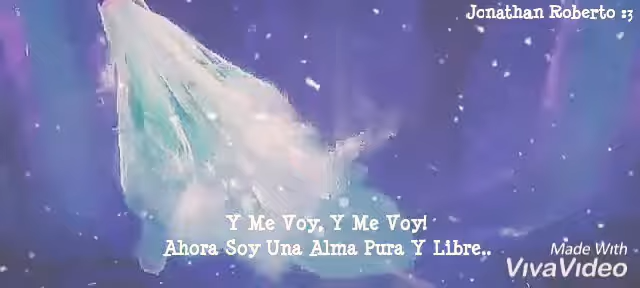 Jonathan Roberto :3
Y Me Voy, Y Me Voy!
Ahora Soy Una Alma Pura Y Libre..
Made With
VivaVideo